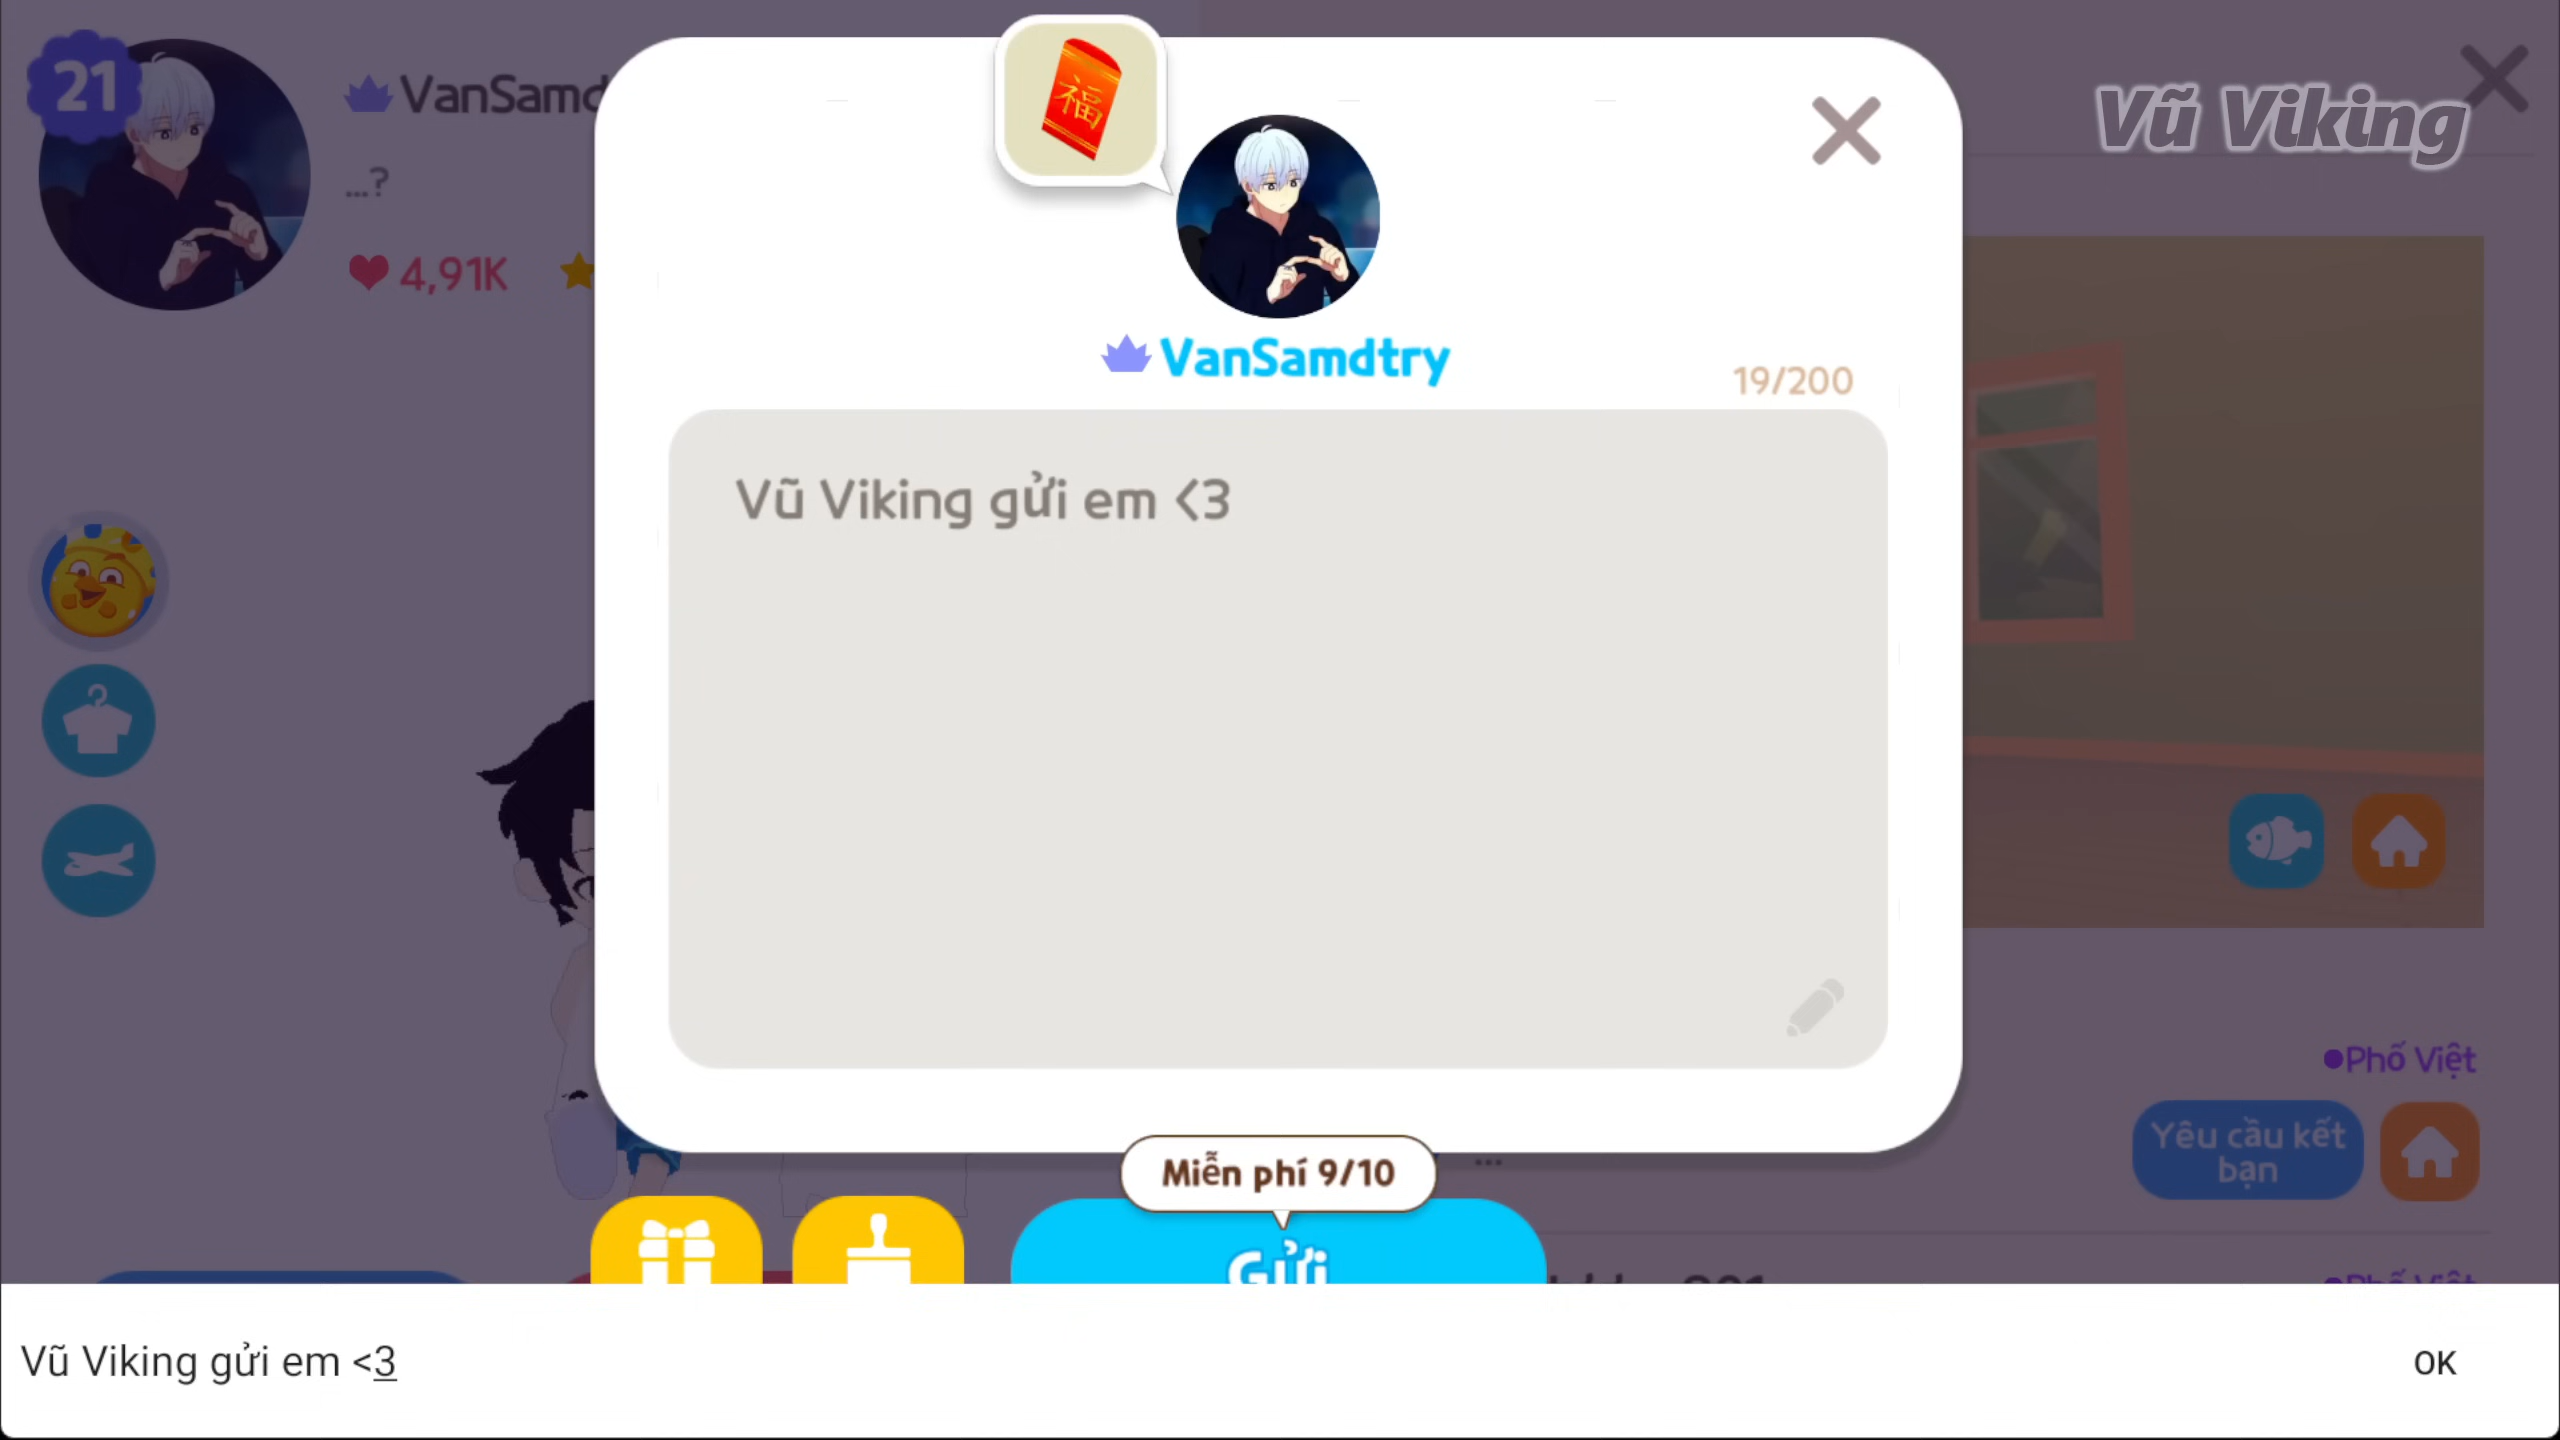 21
VanSamd
...?
4,91K
福
VanSamdtry
19/200
Vũ Viking
Vũ Viking gửi em <3
Phố Việt
Yêu cầu kết
bạn
...
Miễn phí 9/10
Gửi
Vũ Viking gửi em <3
OK